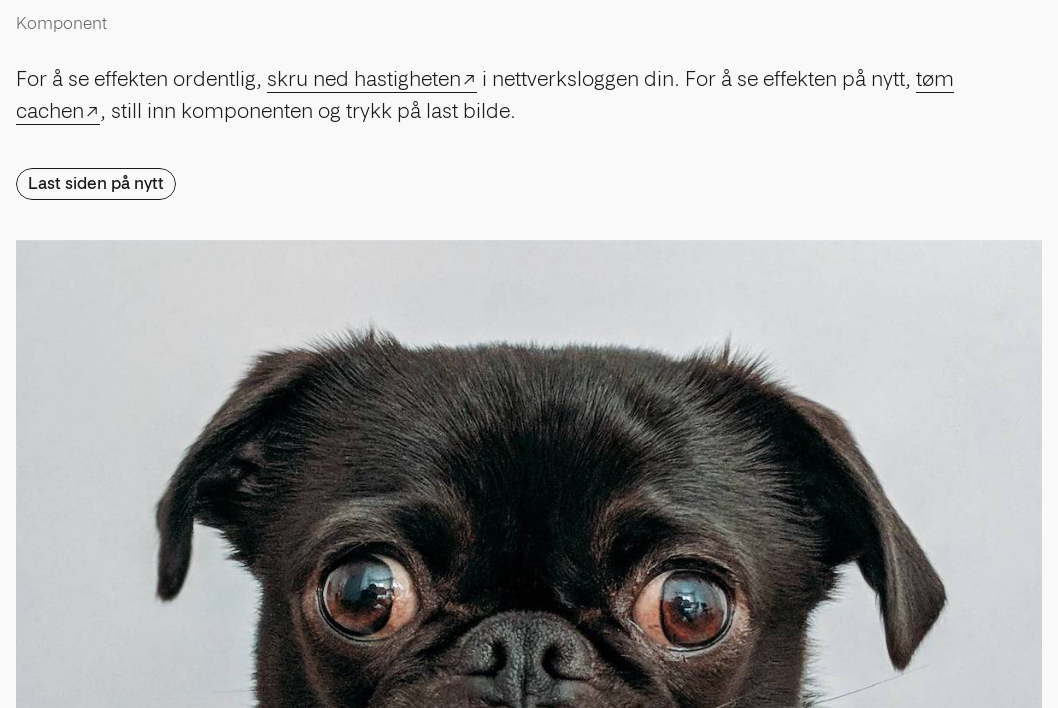 Komponent
For å se effekten ordentlig, skru ned hastigheten↗ i nettverksloggen din. For å se effekten på nytt, tøm
cachen↗, still inn komponenten og trykk på last bilde.
Last siden på nytt